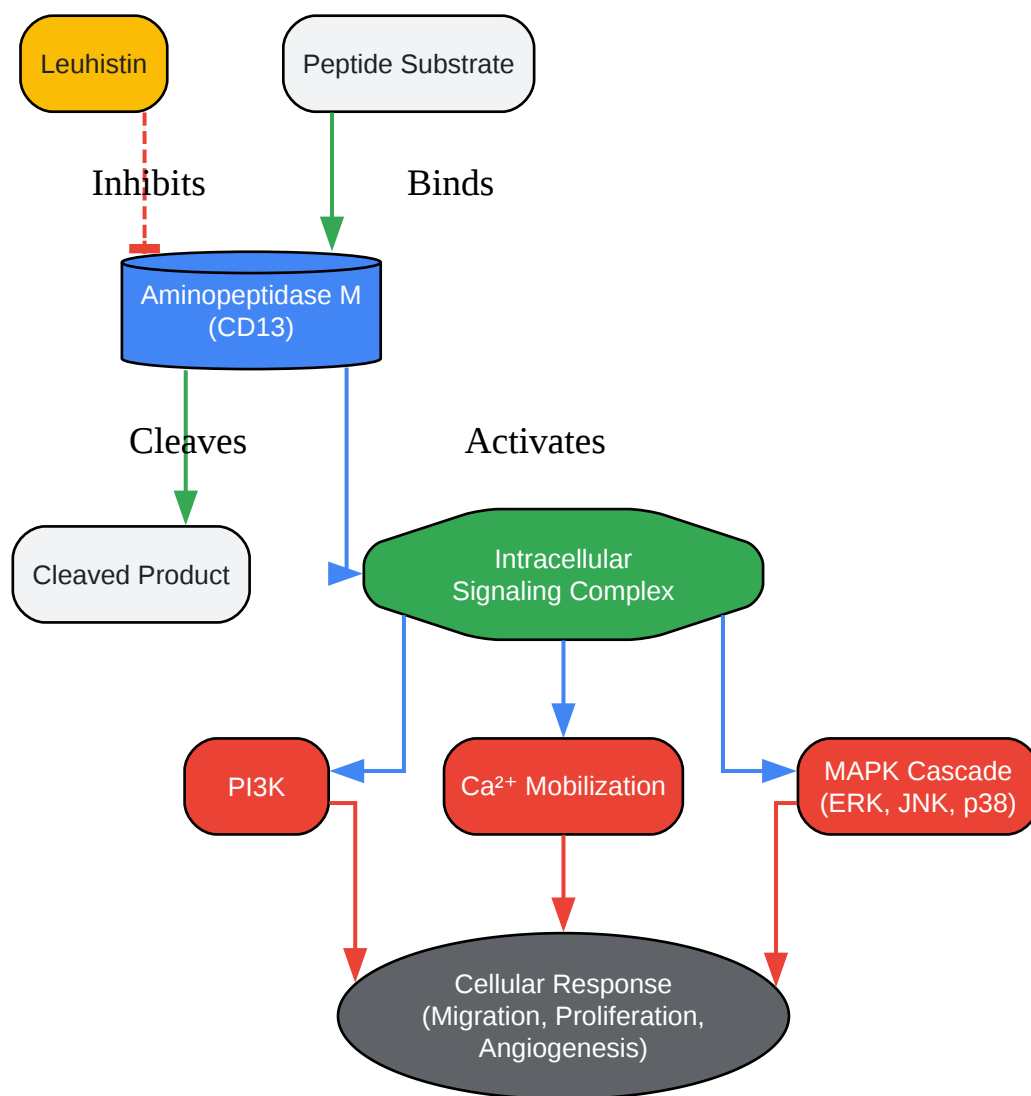 Leuhistin
Peptide Substrate
Inhibits
Binds
Aminopeptidase M
(CD13)
Cleaves
Activates
Cleaved Product
Intracellular
Signaling Complex
PI3K
Ca²⁺ Mobilization
MAPK Cascade
(ERK, JNK, p38)
Cellular Response
(Migration, Proliferation,
Angiogenesis)